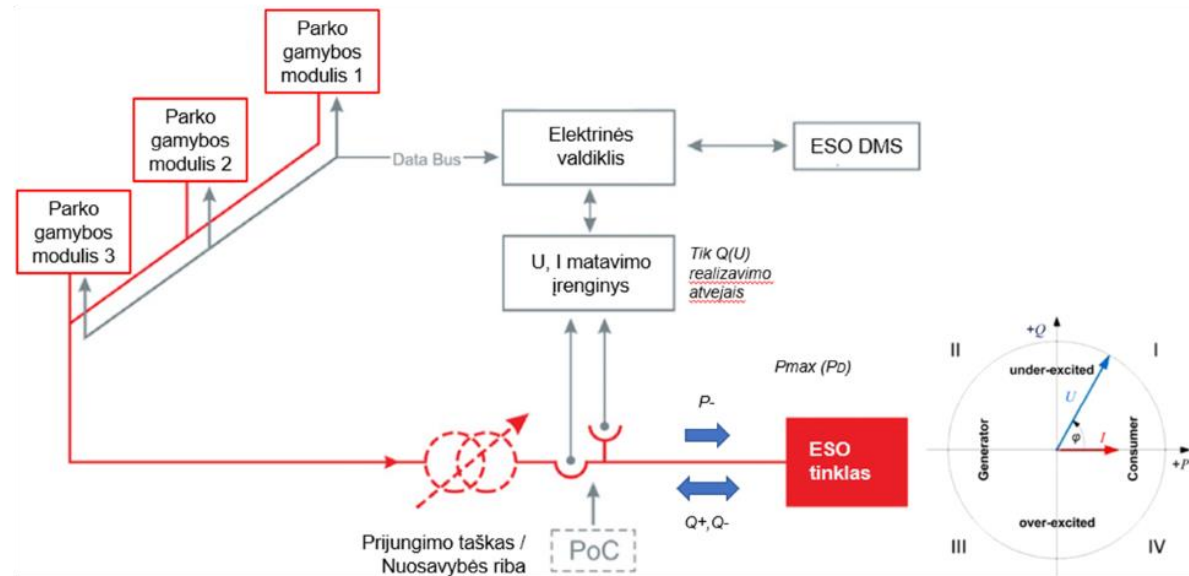 Parko
gamybos
modulis 1
Parko
gamybos
modulis 2
Parko
gamybos
modulis 3
Data Bus
Elektrinės
valdiklis
ESO DMS
U, I matavimo
įrenginys
Tik Q(U)
realizavimo
atvejais
Pmax (PD)
P-
ESO
tinklas
Q+,Q-
Prijungimo taškas /
Nuosavybės riba
PoC
+Q
II
I
under-excited
U
Generator
φ
I
Consumer
+P
over-excited
III
IV